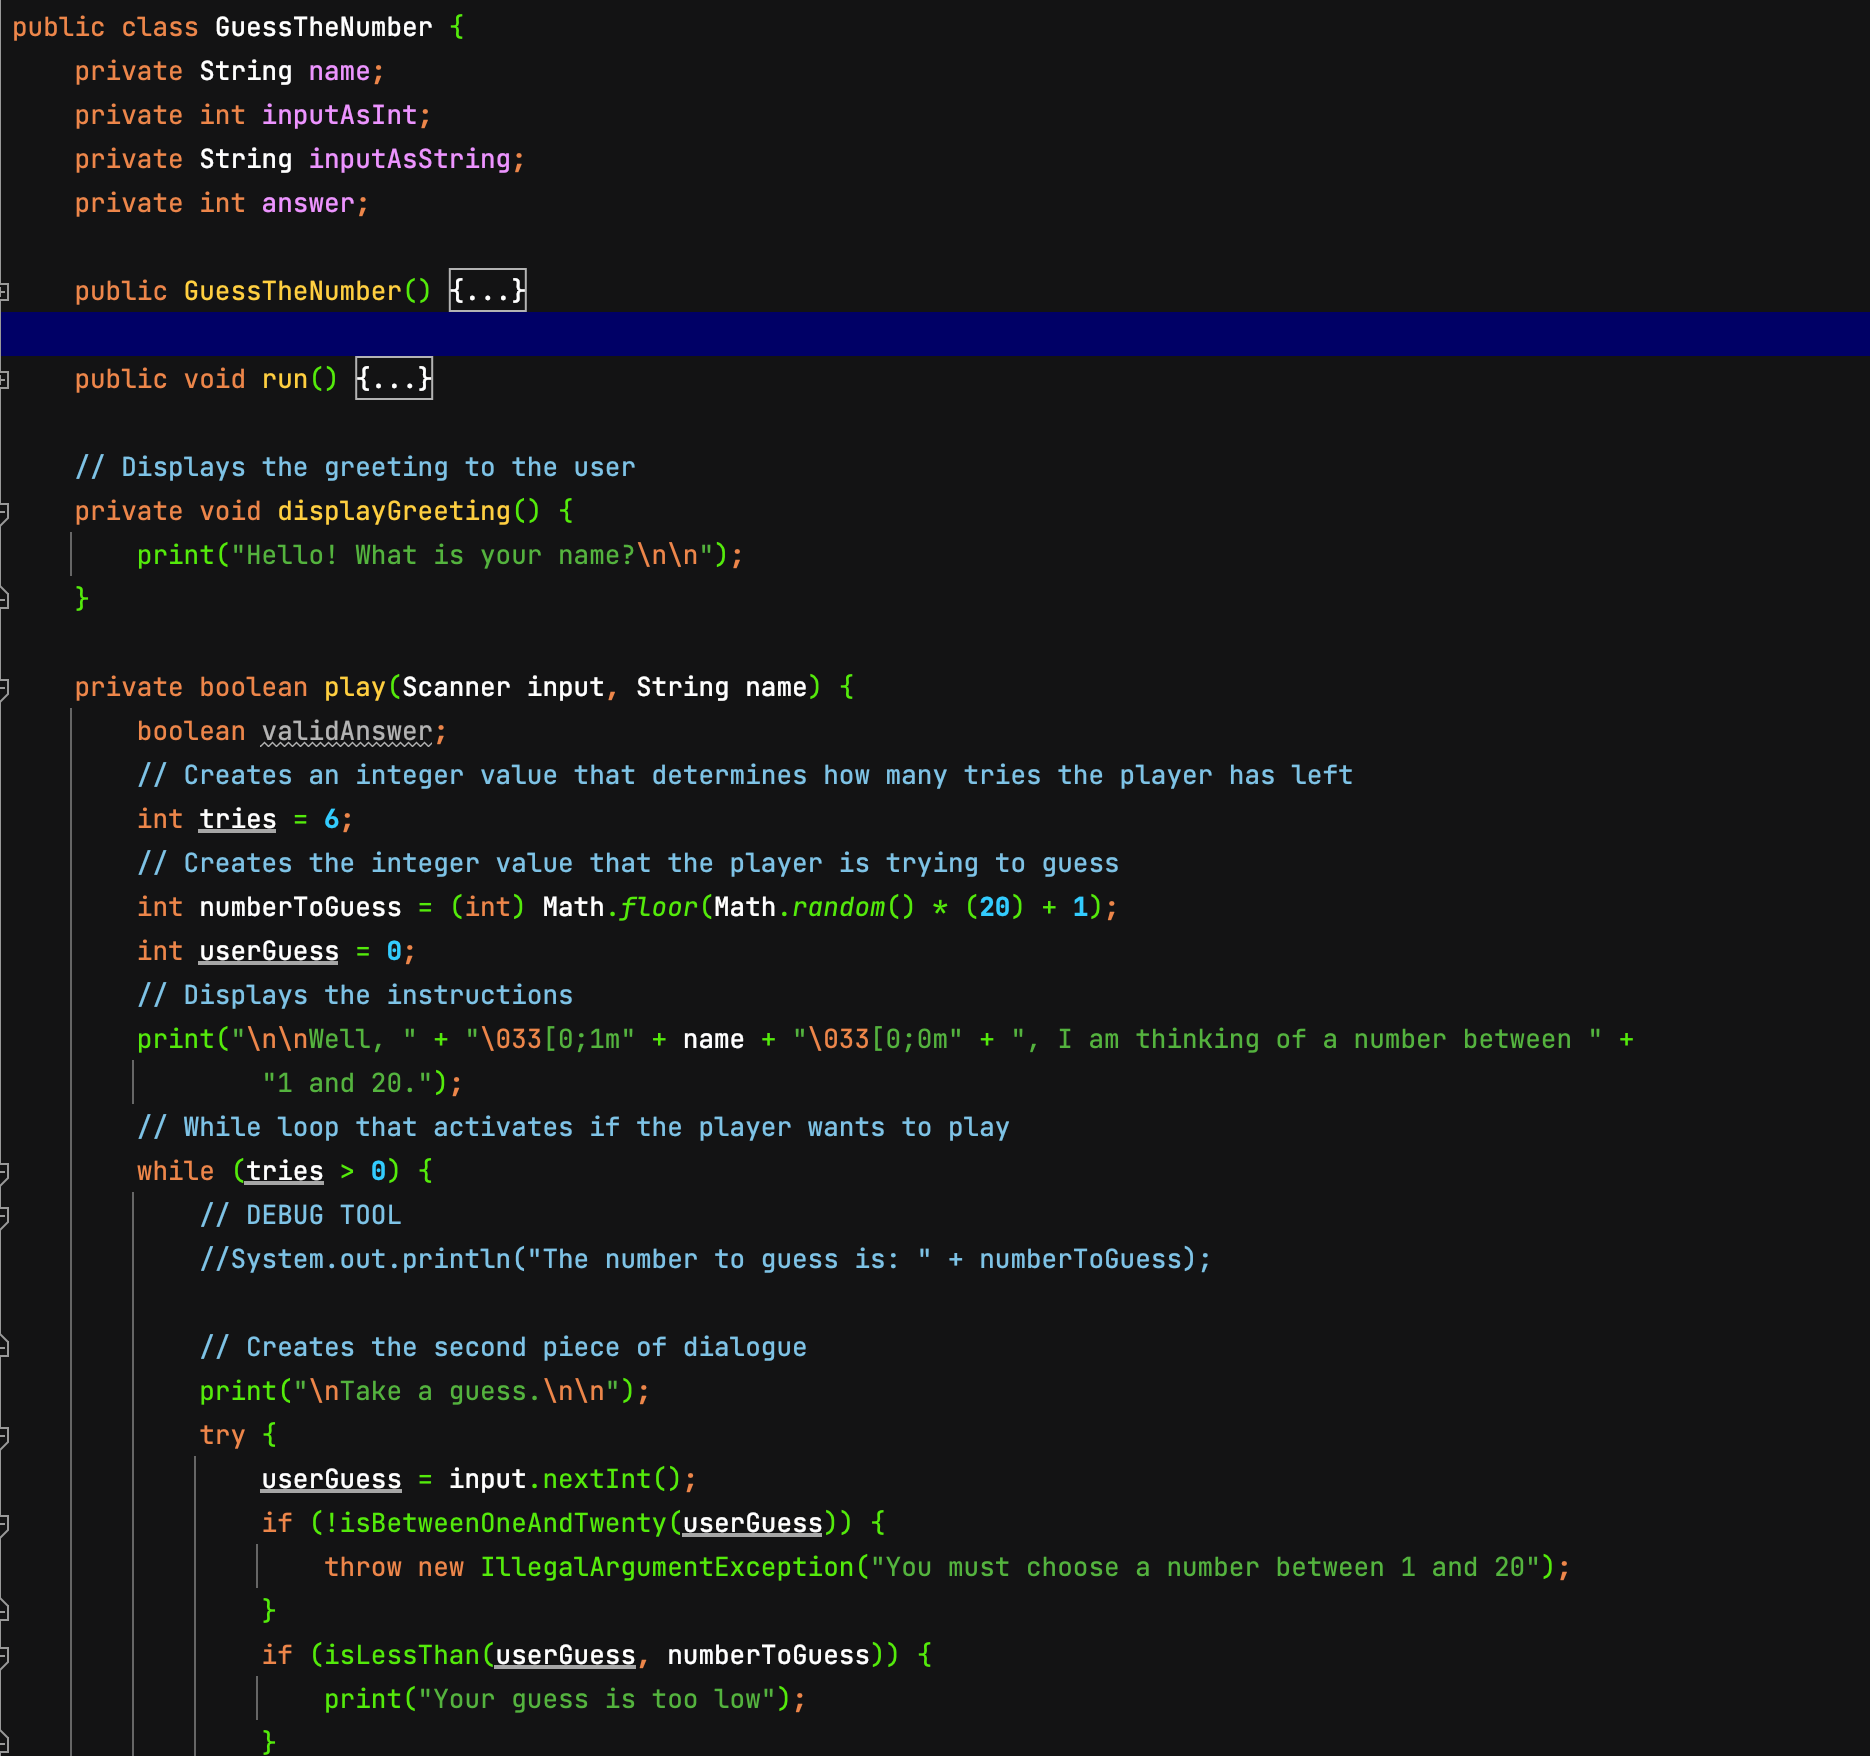 public class GuessTheNumber {
    private String name;
    private int inputAsInt;
    private String inputAsString;
    private int answer;

    public GuessTheNumber() {...}

    public void run() {...}

    // Displays the greeting to the user
    private void displayGreeting() {
        print("Hello! What is your name?\n\n");
    }

    private boolean play(Scanner input, String name) {
        boolean validAnswer;
        // Creates an integer value that determines how many tries the player has left
        int tries = 6;
        // Creates the integer value that the player is trying to guess
        int numberToGuess = (int) Math.floor(Math.random() * (20) + 1);
        int userGuess = 0;
        // Displays the instructions
        print("\n\nWell, " + "\033[0;1m" + name + "\033[0;0m" + ", I am thinking of a number between " +
                "1 and 20.");
        // While loop that activates if the player wants to play
        while (tries > 0) {
            // DEBUG TOOL
            //System.out.println("The number to guess is: " + numberToGuess);

            // Creates the second piece of dialogue
            print("\nTake a guess.\n\n");
            try {
                userGuess = input.nextInt();
                if (!isBetweenOneAndTwenty(userGuess)) {
                    throw new IllegalArgumentException("You must choose a number between 1 and 20");
                }
                if (isLessThan(userGuess, numberToGuess)) {
                    print("Your guess is too low");
                }